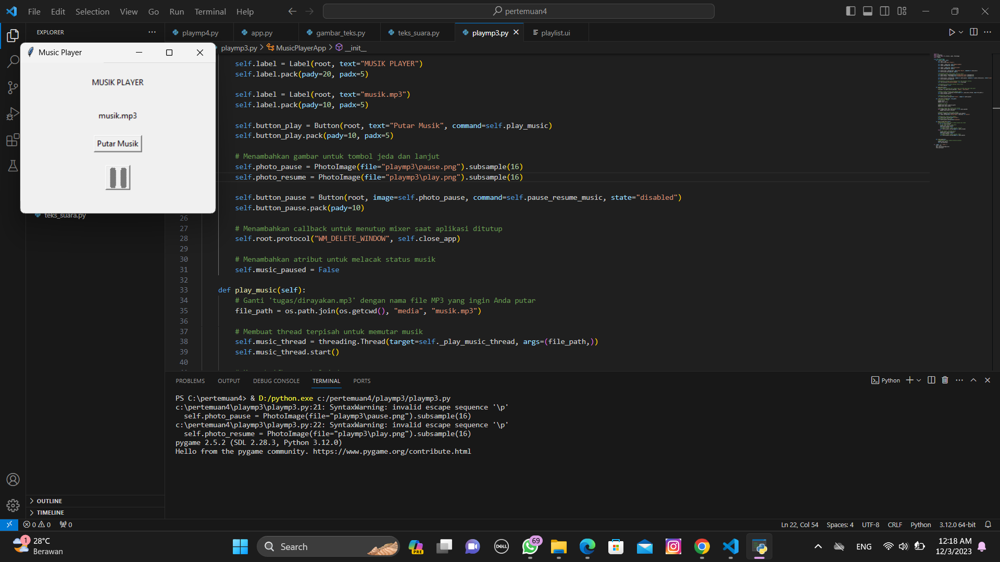 File Edit Selection View Go Run Terminal Help
pertemuan4
EXPLORER
playmp4.py
app.py
gambar_teks.py
teks_suara.py
playmp3.py
playlist.ui
playmp3.py > MusicPlayerApp > __init__
Music Player
MUSIK PLAYER
musik.mp3
Putar Musik
teks_suara.py
self.label = Label(root, text="MUSIK PLAYER")
self.label.pack(pady=20, padx=5)
self.label = Label(root, text="musik.mp3")
self.label.pack(pady=10, padx=5)
self.button_play = Button(root, text="Putar Musik", command=self.play_music)
self.button_play.pack(pady=10, padx=5)
# Menambahkan gambar untuk tombol jeda dan lanjut
self.photo_pause = PhotoImage(file="playmp3\pause.png").subsample(16)
self.photo_resume = PhotoImage(file="playmp3\play.png").subsample(16)
self.button_pause = Button(root, image=self.photo_pause, command=self.pause_resume_music, state="disabled")
self.button_pause.pack(pady=10)
26
27 # Menambahkan callback untuk menutup mixer saat aplikasi ditutup
28 self.root.protocol("WM_DELETE_WINDOW", self.close_app)
29
30 # Menambahkan atribut untuk melacak status musik
31 self.music_paused = False
32
33 def play_music(self):
34 # Ganti 'tugas/dirayakan.mp3' dengan nama file MP3 yang ingin Anda putar
35 file_path = os.path.join(os.getcwd(), "media", "musik.mp3")
36
37 # Membuat thread terpisah untuk memutar musik
38 self.music_thread = threading.Thread(target=self._play_music_thread, args=(file_path,))
39 self.music_thread.start()
40
PROBLEMS OUTPUT DEBUG CONSOLE TERMINAL PORTS
Python
PS C:\pertemuan4> & D:/python.exe c:/pertemuan4/playmp3/playmp3.py
c:\pertemuan4\playmp3\playmp3.py:21: SyntaxWarning: invalid escape sequence '\p'
self.photo_pause = PhotoImage(file="playmp3\pause.png").subsample(16)
c:\pertemuan4\playmp3\playmp3.py:22: SyntaxWarning: invalid escape sequence '\p'
self.photo_resume = PhotoImage(file="playmp3\play.png").subsample(16)
pygame 2.5.2 (SDL 2.28.3, Python 3.12.0)
Hello from the pygame community. https://www.pygame.org/contribute.html
OUTLINE
TIMELINE
0 0 0
Ln 22, Col 54 Spaces: 4 UTF-8 CRLF Python 3.12.0 64-bit
1
28°C
Berawan
Search
PRE
DELL
69
ENG
12:18 AM
12/3/2023